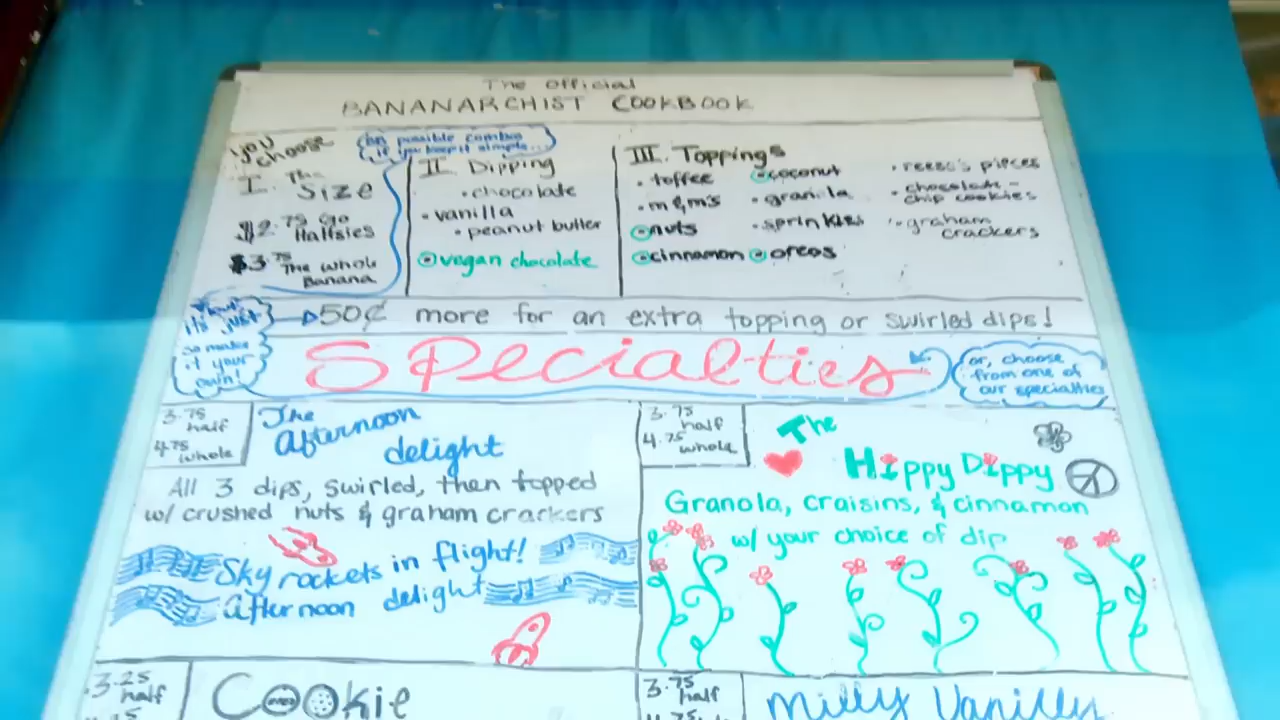 The Official
BANANARCHIST COOKBOOK
you choose
I. The Size
$2.75 Go Halfsies
$3.75 The whole Banana
possible combos
if you keep it simple...
II. Dipping
• chocolate
• vanilla
• peanut butter
vegan chocolate
III. Toppings
• toffee
• m&m's
nuts
cinnamon
coconut
• granola
• sprinkles
oreos
• reese's pieces
• chocolate-chip cookies
• graham crackers
it's just
50¢ more for an extra topping or swirled dips!
so make
it your
own!
Specialties
or, choose
from one of
our specialties
3.75 half
4.75 whole
The Afternoon delight
All 3 dips, swirled, then topped
w/ crushed nuts & graham crackers
Sky rockets in flight!
afternoon delight
3.75 half
4.75 whole
The
Hippy Dippy
Granola, craisins, & cinnamon
w/ your choice of dip
3.25 half
Cookie
3.75 half
Milly Vanilly